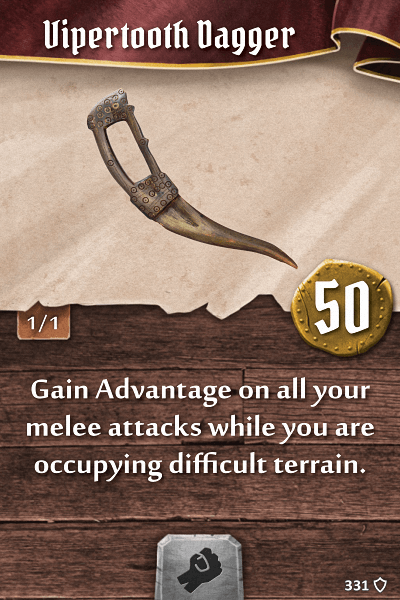 Vipertooth Dagger
1/1
50
Gain Advantage on all your
melee attacks while you are
occupying difficult terrain.
331